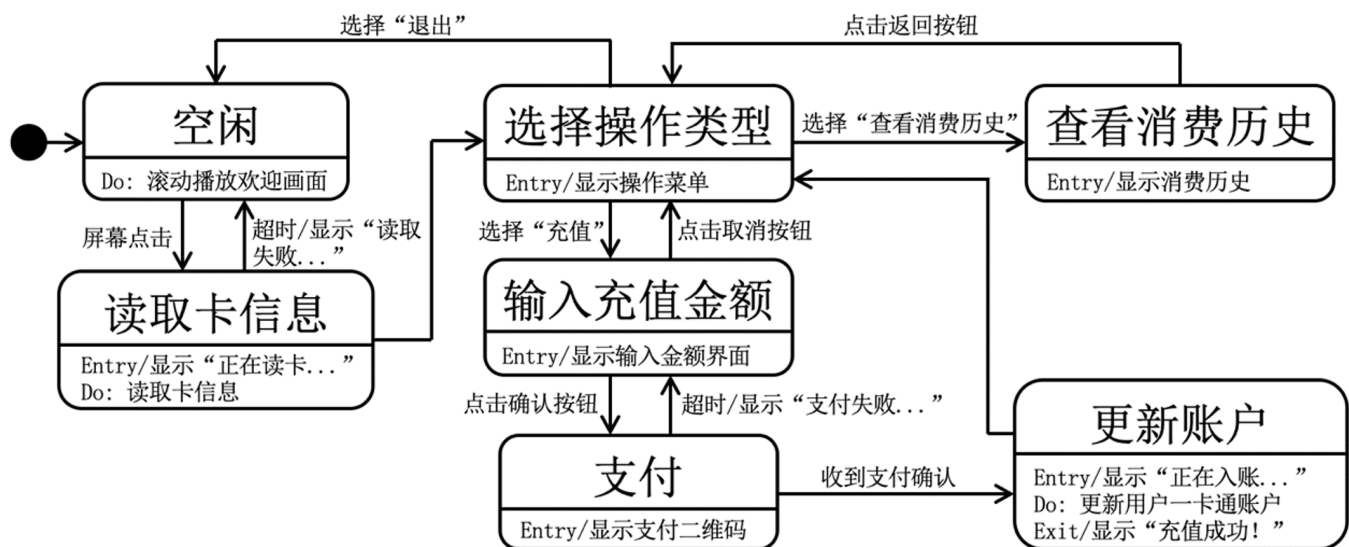 选择“退出”
点击返回按钮
空闲
Do: 滚动播放欢迎画面
选择操作类型
Entry/显示操作菜单
选择“查看消费历史”
查看消费历史
Entry/显示消费历史
屏幕点击
超时/显示“读取
失败...”
选择“充值”
点击取消按钮
读取卡信息
Entry/显示“正在读卡...”
Do: 读取卡信息
输入充值金额
Entry/显示输入金额界面
点击确认按钮
超时/显示“支付失败...”
支付
Entry/显示支付二维码
收到支付确认
更新账户
Entry/显示“正在入账...”
Do: 更新用户一卡通账户
Exit/显示“充值成功！”